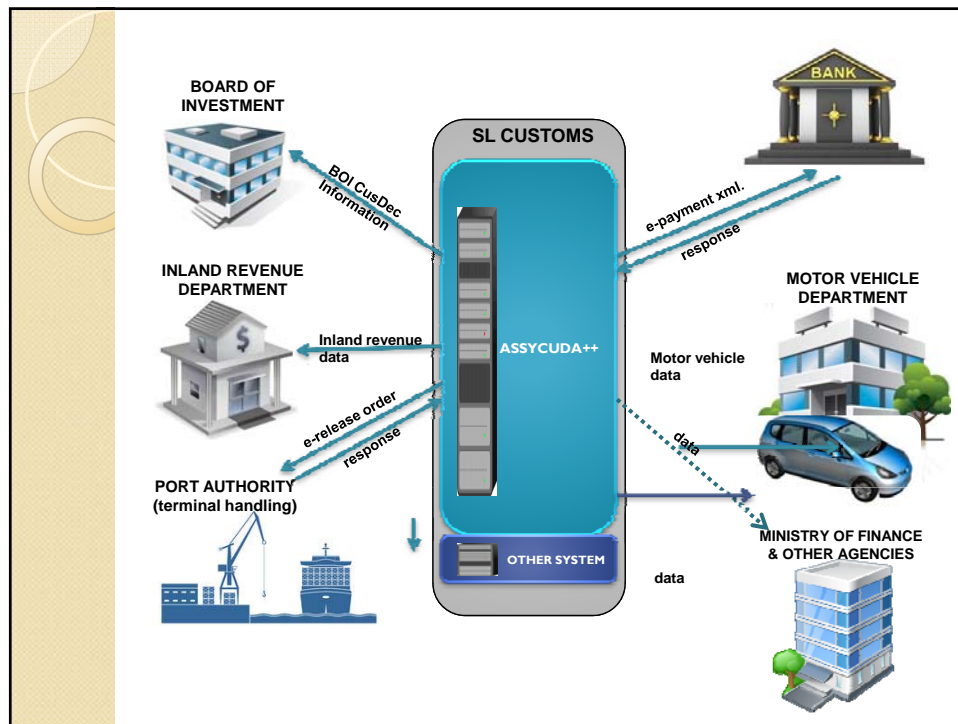 BOARD OF
INVESTMENT
BANK
SL CUSTOMS
BOI CusDec
Information
e-payment xml.
response
INLAND REVENUE
DEPARTMENT
$
MOTOR VEHICLE
DEPARTMENT
Inland revenue
data
ASSYCUDA++
Motor vehicle
data
e-release order
response
data
PORT AUTHORITY
(terminal handling)
MINISTRY OF FINANCE
& OTHER AGENCIES
OTHER SYSTEM
data